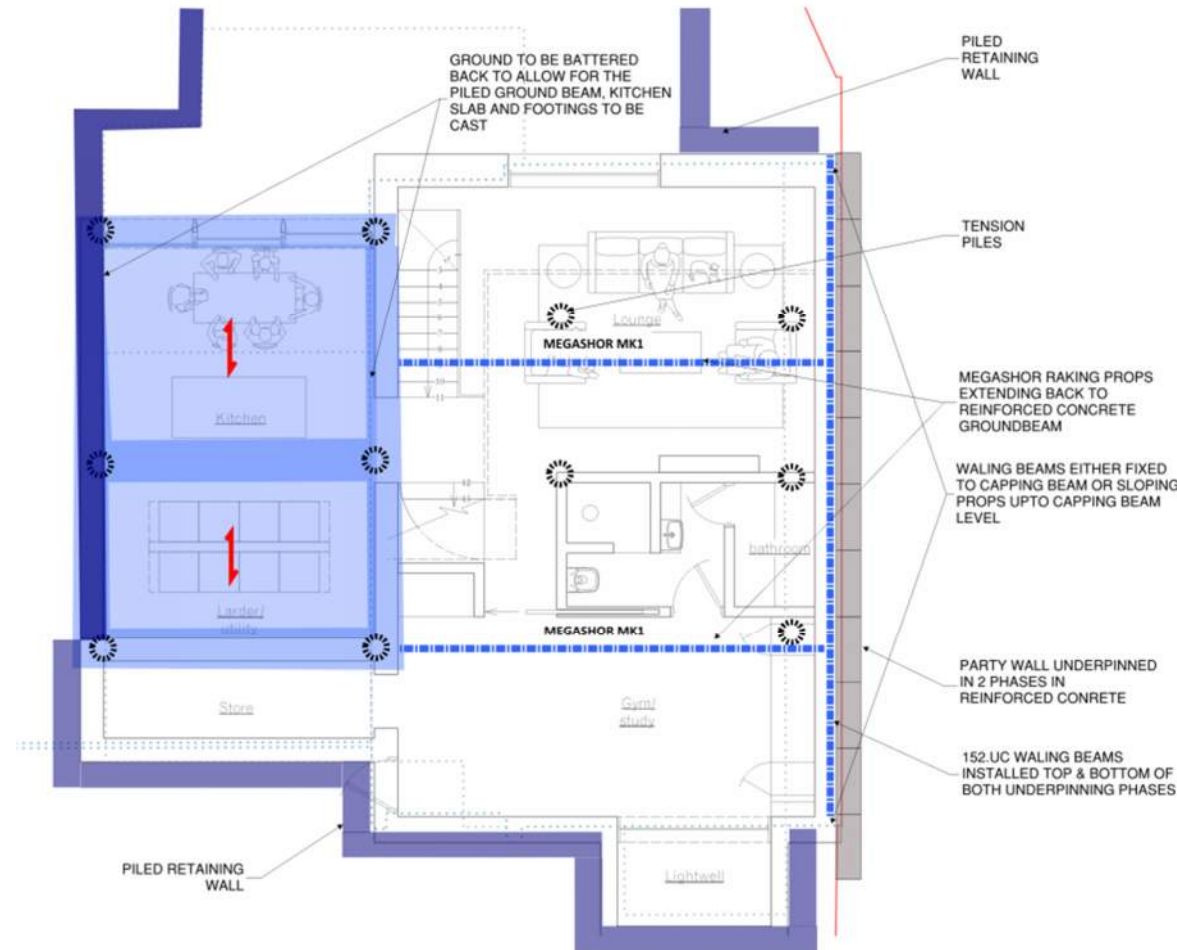 GROUND TO BE BATTERED
BACK TO ALLOW FOR THE
PILED GROUND BEAM, KITCHEN
SLAB AND FOOTINGS TO BE
CAST
PILED
RETAINING
WALL
TENSION
PILES
Lounge
MEGASHOR MK1
MEGASHOR RAKING PROPS
EXTENDING BACK TO
REINFORCED CONCRETE
GROUNDBEAM
Kitchen
WALING BEAMS EITHER FIXED
TO CAPPING BEAM OR SLOPING
PROPS UPTO CAPPING BEAM
LEVEL
bathroom
Larder/
utility
MEGASHOR MK1
PARTY WALL UNDERPINNED
IN 2 PHASES IN
REINFORCED CONRETE
Store
Gym/
study
152.UC WALING BEAMS
INSTALLED TOP & BOTTOM OF
BOTH UNDERPINNING PHASES
PILED RETAINING
WALL
Lightwell